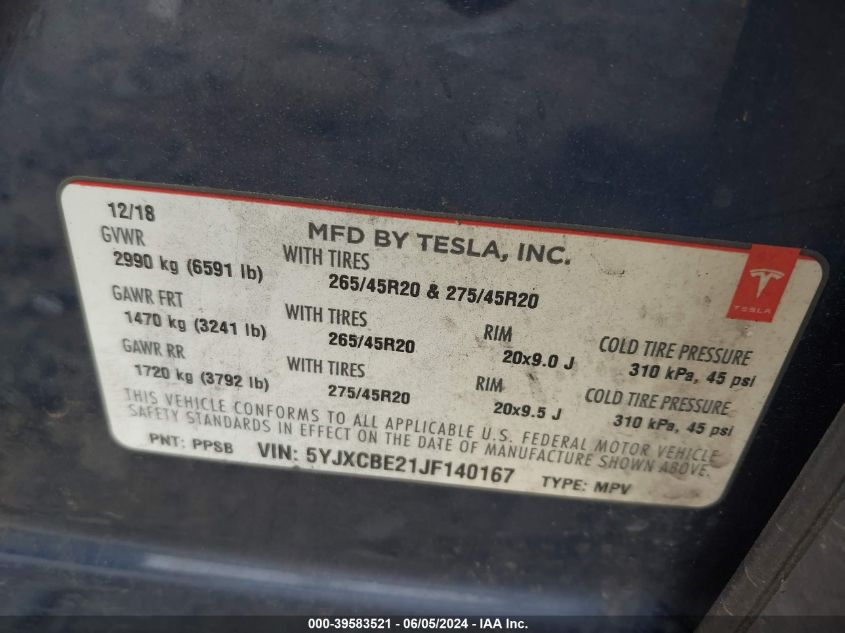 12/18
MFD BY TESLA, INC.
GVWR
2990 kg (6591 lb)
WITH TIRES
265/45R20 & 275/45R20
TESLA
GAWR FRT
1470 kg (3241 lb)
WITH TIRES
265/45R20
RIM
20x9.0 J
COLD TIRE PRESSURE
310 kPa, 45 psi
GAWR RR
1720 kg (3792 lb)
WITH TIRES
275/45R20
RIM
20x9.5 J
COLD TIRE PRESSURE
310 kPa, 45 psi
THIS VEHICLE CONFORMS TO ALL APPLICABLE U.S. FEDERAL MOTOR VEHICLE
SAFETY STANDARDS IN EFFECT ON THE DATE OF MANUFACTURE SHOWN ABOVE.
PNT: PPSB VIN: 5YJXCBE21JF140167 TYPE: MPV
000-39583521 - 06/05/2024 - IAA Inc.